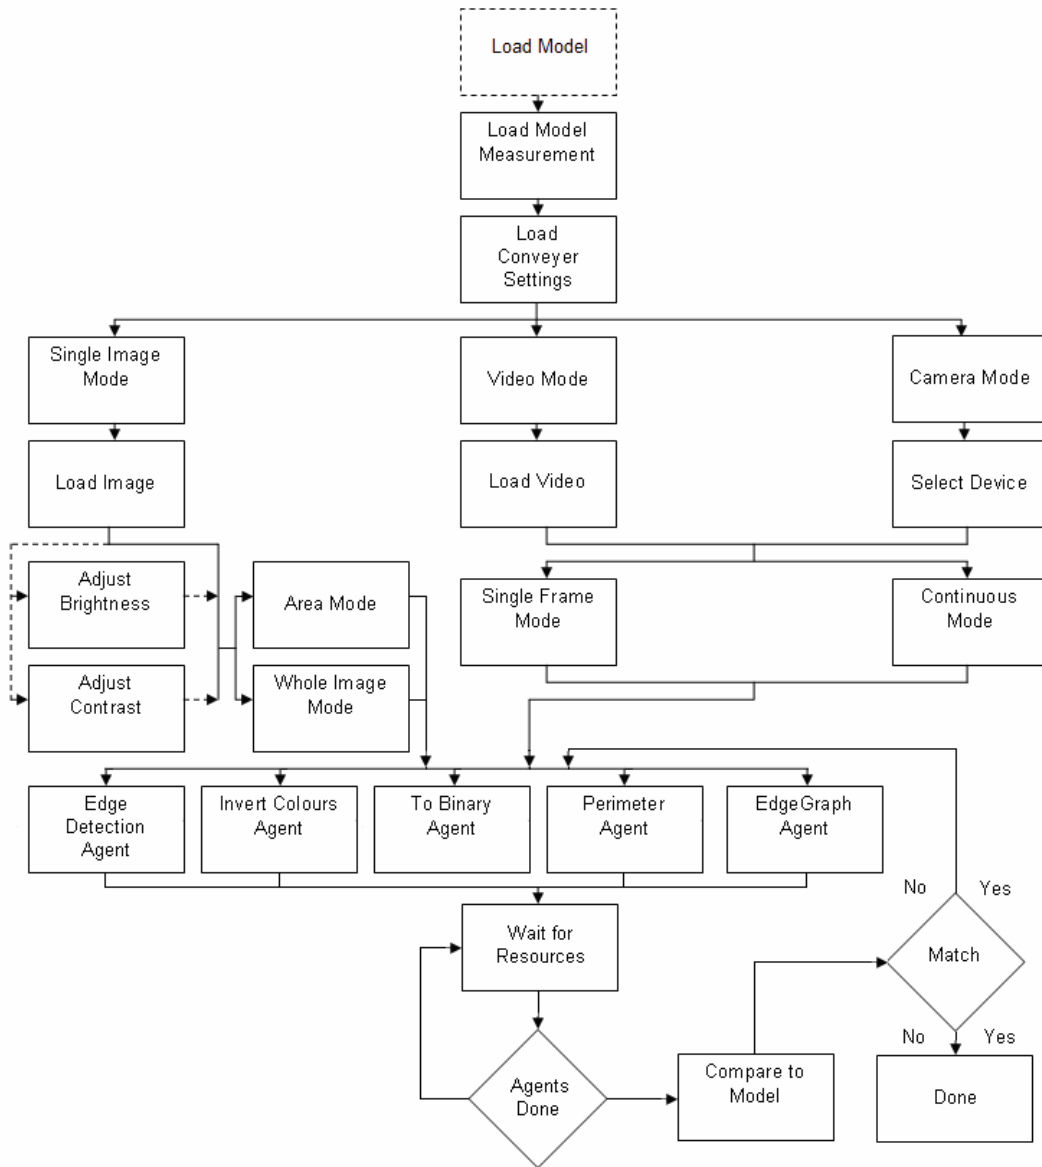 Load Model
Load Model
Measurement
Load
Conveyer
Settings
Single Image
Mode
Video Mode
Camera Mode
Load Image
Load Video
Select Device
Adjust
Brightness
Area Mode
Single Frame
Mode
Continuous
Mode
Adjust
Contrast
Whole Image
Mode
Edge
Detection
Agent
Invert Colours
Agent
To Binary
Agent
Perimeter
Agent
EdgeGraph
Agent
No Yes
Wait for
Resources
Match
No Yes
Agents
Done
Compare to
Model
Done